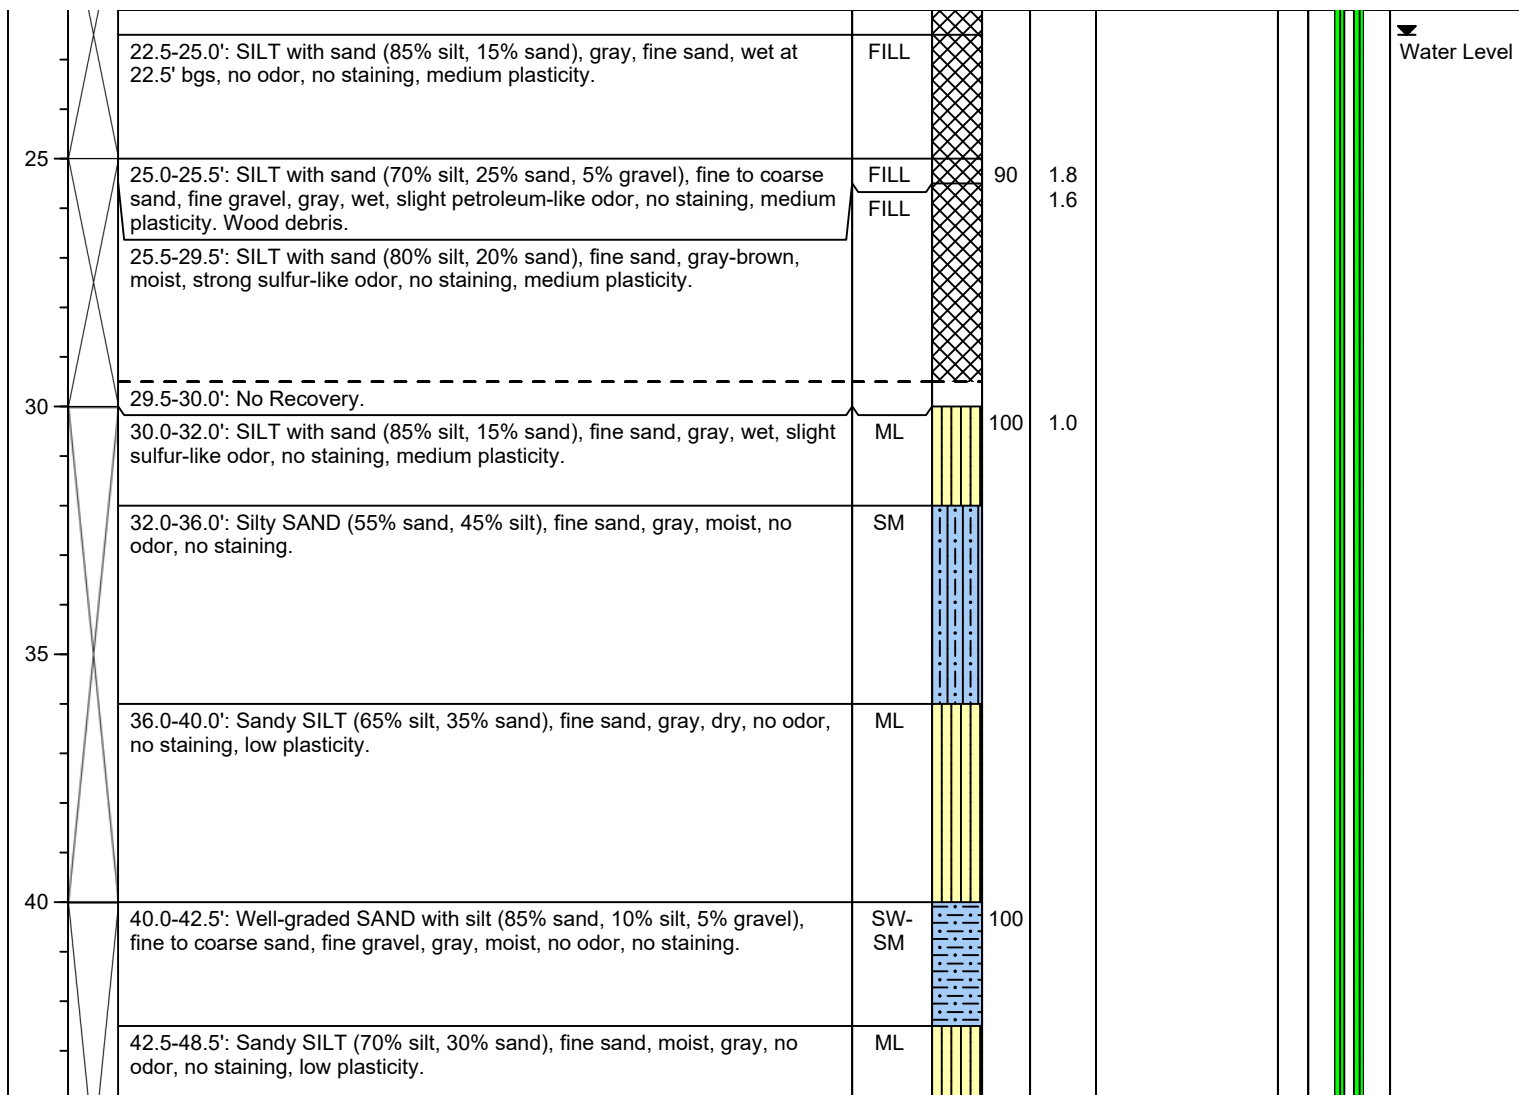 22.5-25.0': SILT with sand (85% silt, 15% sand), gray, fine sand, wet at
22.5' bgs, no odor, no staining, medium plasticity.
FILL
Water Level
25
25.0-25.5': SILT with sand (70% silt, 25% sand, 5% gravel), fine to coarse
sand, fine gravel, gray, wet, slight petroleum-like odor, no staining, medium
plasticity. Wood debris.
FILL
90
1.8
1.6
FILL
25.5-29.5': SILT with sand (80% silt, 20% sand), fine sand, gray-brown,
moist, strong sulfur-like odor, no staining, medium plasticity.
29.5-30.0': No Recovery.
30
30.0-32.0': SILT with sand (85% silt, 15% sand), fine sand, gray, wet, slight
sulfur-like odor, no staining, medium plasticity.
ML
100
1.0
32.0-36.0': Silty SAND (55% sand, 45% silt), fine sand, gray, moist, no
odor, no staining.
SM
35
36.0-40.0': Sandy SILT (65% silt, 35% sand), fine sand, gray, dry, no odor,
no staining, low plasticity.
ML
40
40.0-42.5': Well-graded SAND with silt (85% sand, 10% silt, 5% gravel),
fine to coarse sand, fine gravel, gray, moist, no odor, no staining.
SW-
SM
100
42.5-48.5': Sandy SILT (70% silt, 30% sand), fine sand, moist, gray, no
odor, no staining, low plasticity.
ML